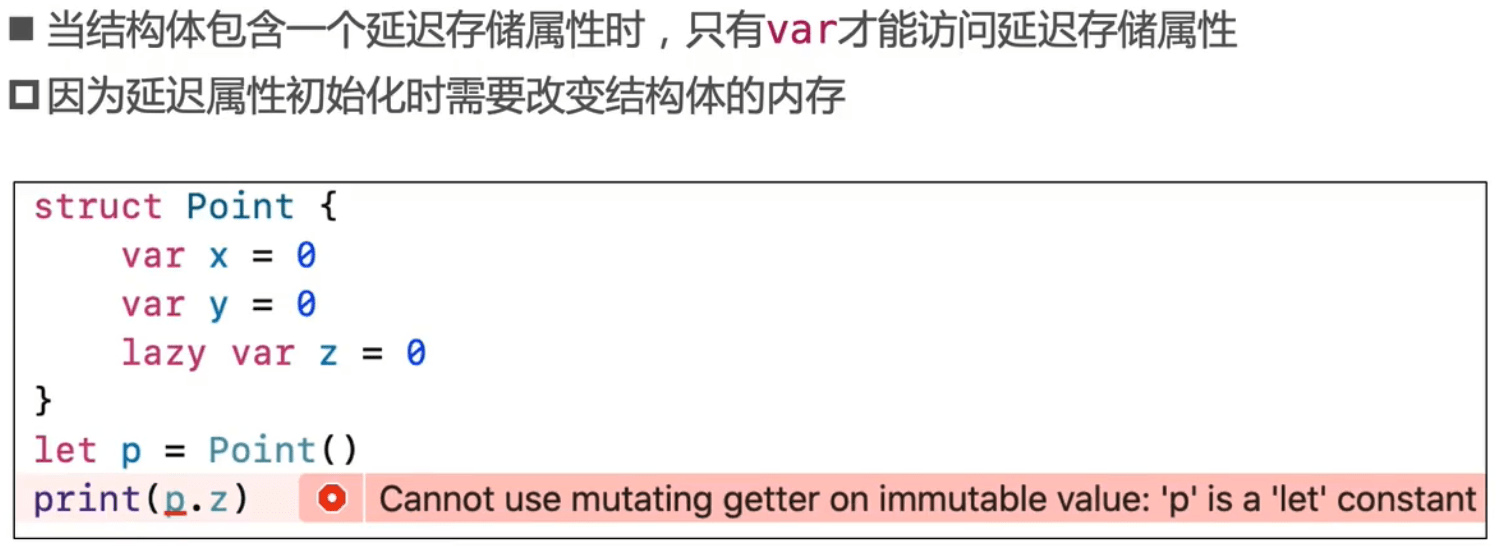 ■ 当结构体包含一个延迟存储属性时，只有var才能访问延迟存储属性
□ 因为延迟属性初始化时需要改变结构体的内存
struct Point {
    var x = 0
    var y = 0
    lazy var z = 0
}
let p = Point()
print(p.z) Cannot use mutating getter on immutable value: 'p' is a 'let' constant